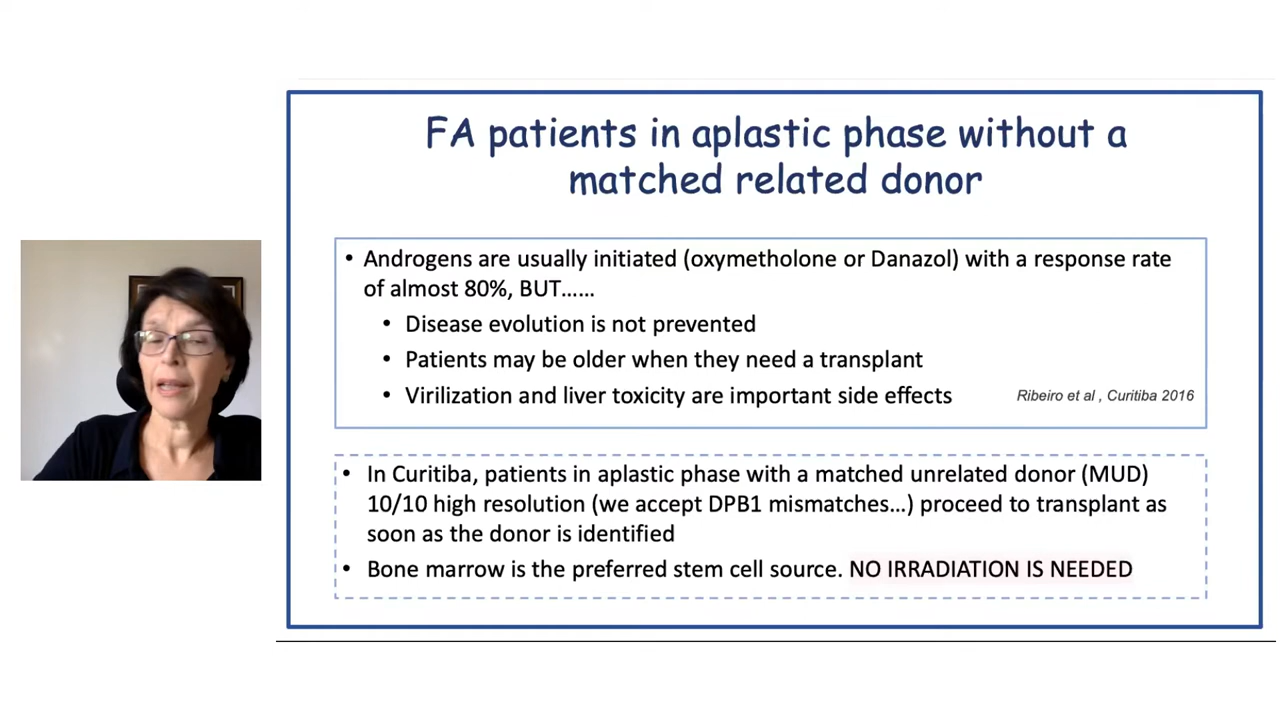 FA patients in aplastic phase without a
matched related donor
• Androgens are usually initiated (oxymetholone or Danazol) with a response rate
of almost 80%, BUT……
• Disease evolution is not prevented
• Patients may be older when they need a transplant
• Virilization and liver toxicity are important side effects
Ribeiro et al , Curitiba 2016
• In Curitiba, patients in aplastic phase with a matched unrelated donor (MUD)
10/10 high resolution (we accept DPB1 mismatches…) proceed to transplant as
soon as the donor is identified
• Bone marrow is the preferred stem cell source. NO IRRADIATION IS NEEDED